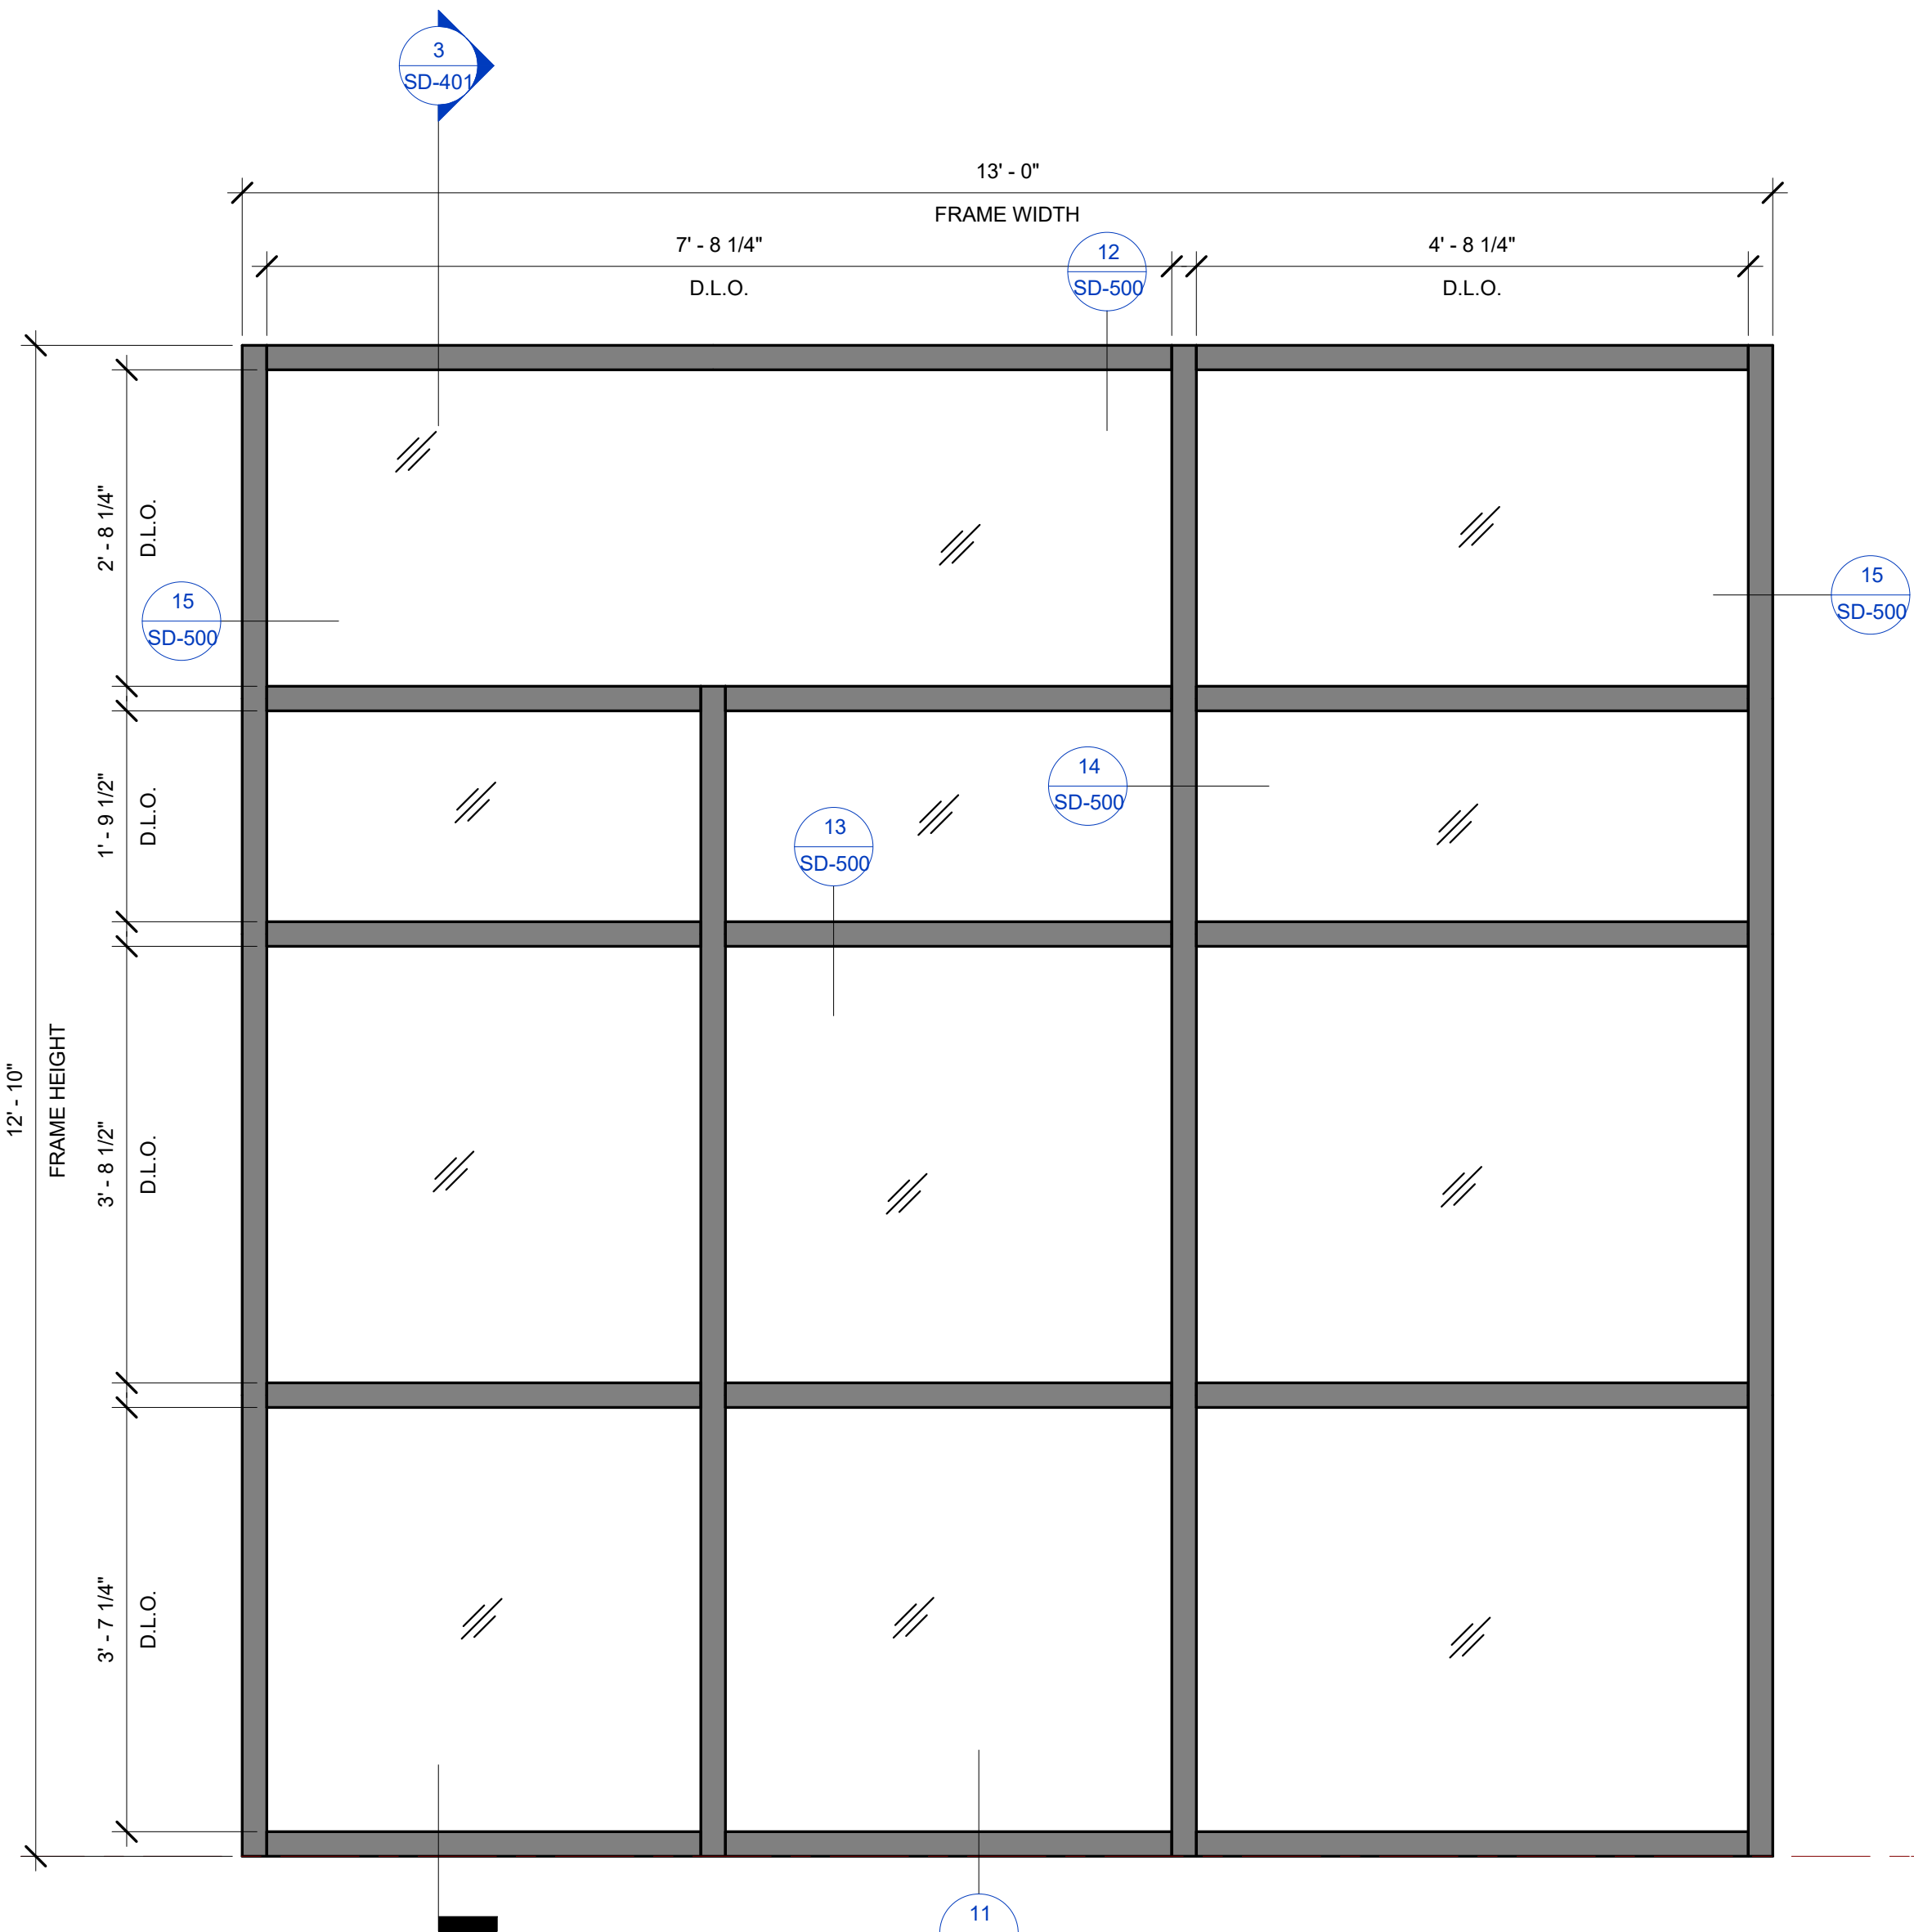 3
SD-401
13' - 0"
FRAME WIDTH
7' - 8 1/4"
D.L.O.
12
SD-500
4' - 8 1/4"
D.L.O.
2' - 8 1/4"
D.L.O.
15
SD-500
15
SD-500
1' - 9 1/2"
D.L.O.
14
SD-500
13
SD-500
12' - 10"
FRAME HEIGHT
3' - 8 1/2"
D.L.O.
3' - 7 1/4"
D.L.O.
11